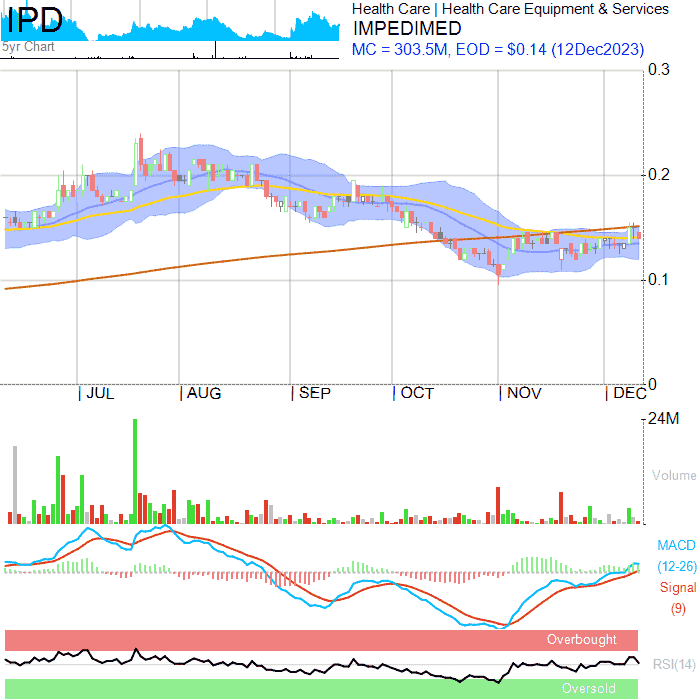 IPD
5yr Chart
Health Care | Health Care Equipment & Services
IMPEDIMED
MC = 303.5M, EOD = $0.14 (12Dec2023)
0.3
0.2
0.1
0
JUL
AUG
SEP
OCT
NOV
DEC
24M
Volume
MACD
(12-26)
Signal
(9)
Overbought
RSI(14)
Oversold